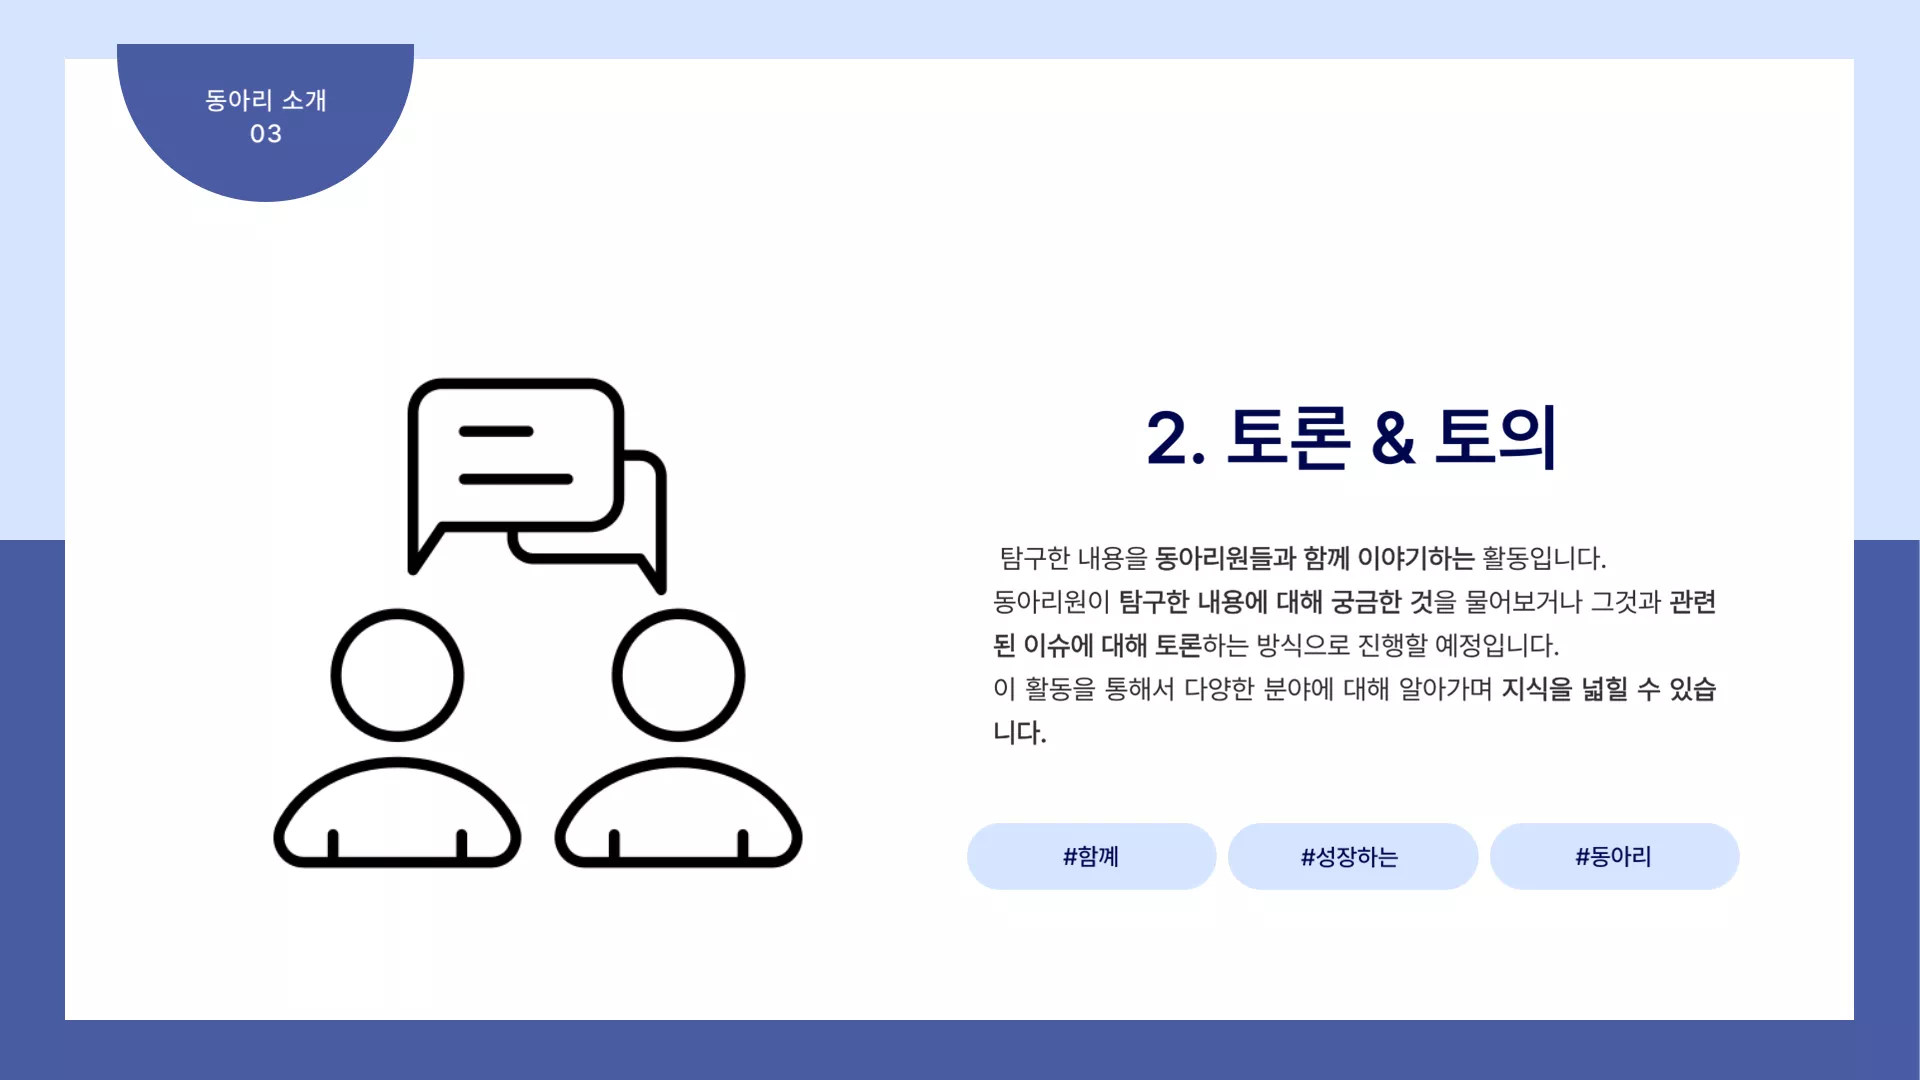 동아리 소개
03
2. 토론 & 토의
탐구한 내용을 동아리원들과 함께 이야기하는 활동입니다.
동아리원이 탐구한 내용에 대해 궁금한 것을 물어보거나 그것과 관련
된 이슈에 대해 토론하는 방식으로 진행할 예정입니다.
이 활동을 통해서 다양한 분야에 대해 알아가며 지식을 넓힐 수 있습
니다.
#함꼐
#성장하는
#동아리